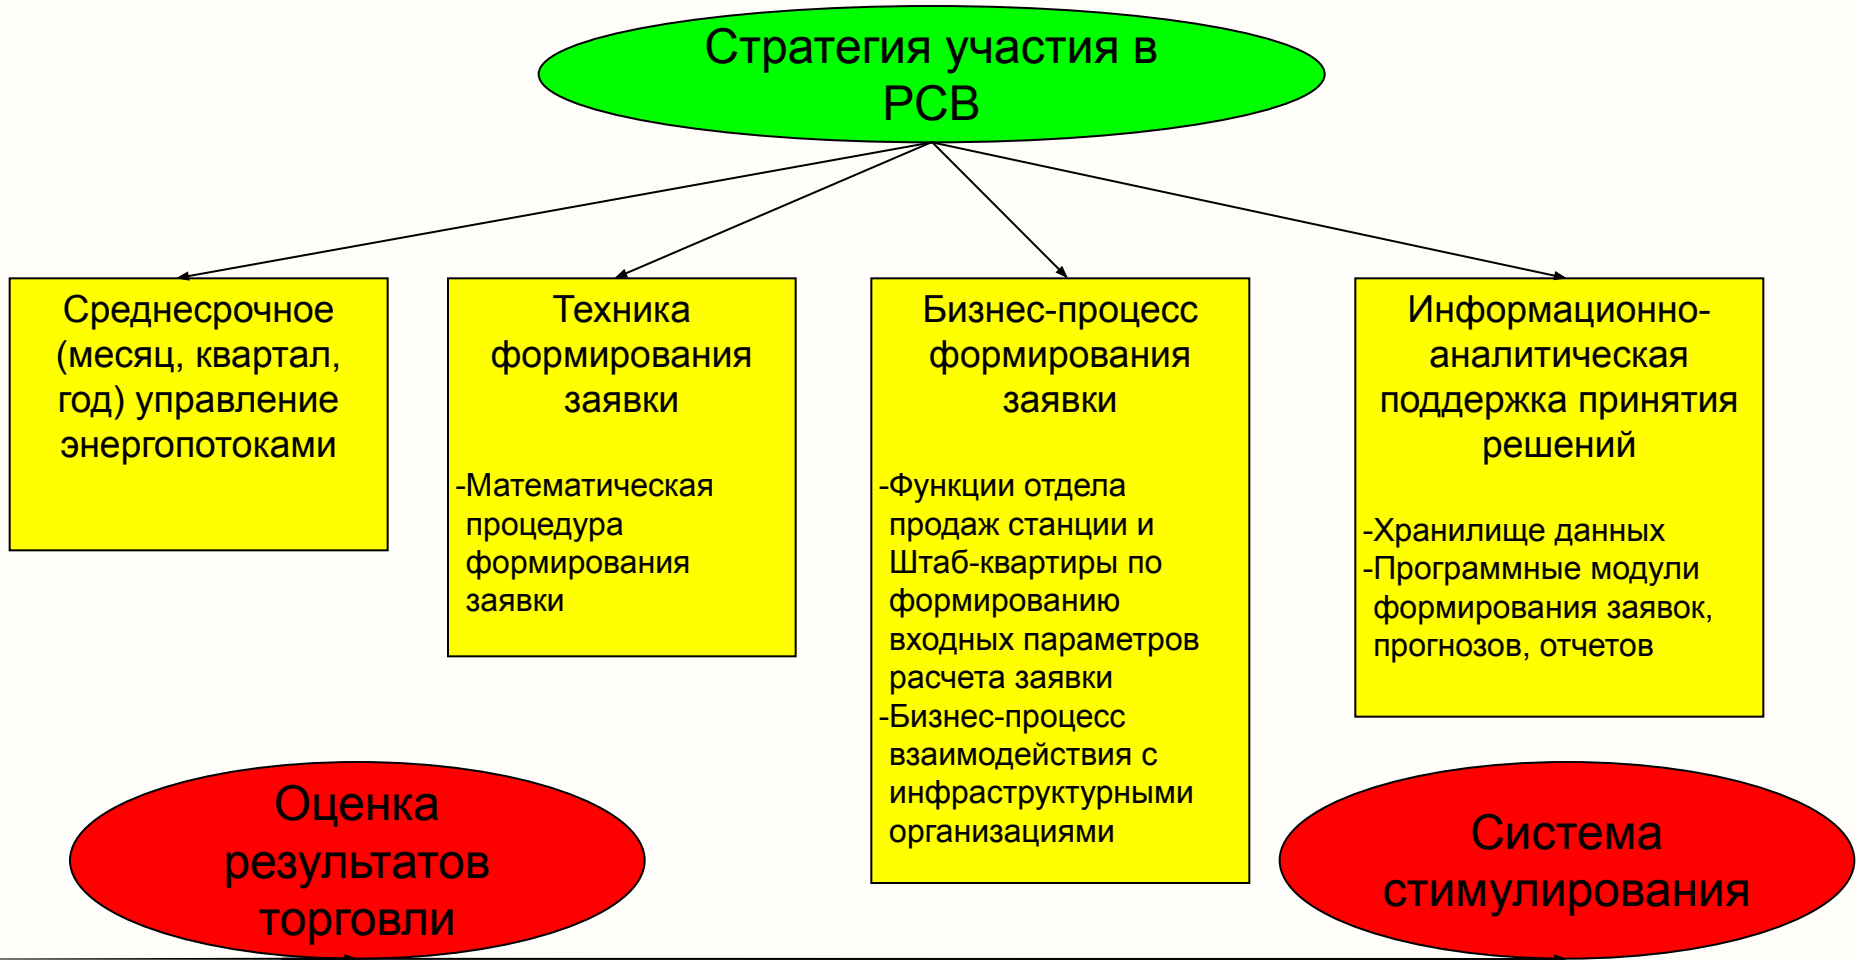 Стратегия участия в
РСВ
Среднесрочное
(месяц, квартал,
год) управление
энергопотоками
Техника
формирования
заявки
-Математическая
процедура
формирования
заявки
Бизнес-процесс
формирования
заявки
-Функции отдела
продаж станции и
Штаб-квартиры по
формированию
входных параметров
расчета заявки
-Бизнес-процесс
взаимодействия с
инфраструктурными
организациями
Информационно-
аналитическая
поддержка принятия
решений
-Хранилище данных
-Программные модули
формирования заявок,
прогнозов, отчетов
Оценка
результатов
торговли
Система
стимулирования